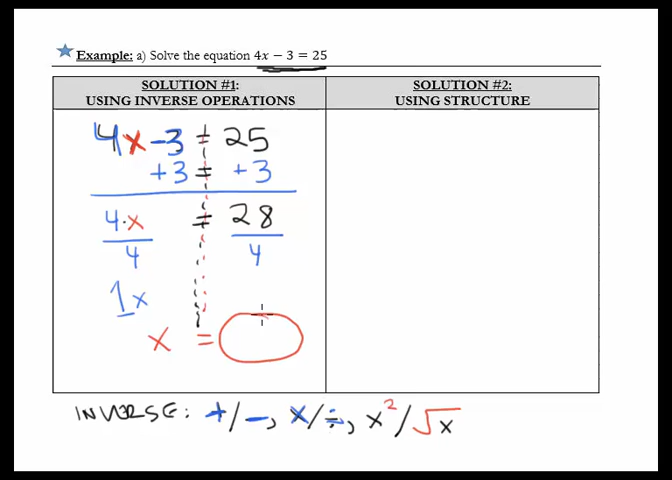 Example: a) Solve the equation 4x − 3 = 25
SOLUTION #1:
USING INVERSE OPERATIONS
4x -3 = 25
+3 = +3
4·x = 28
4 4
1x
x =
SOLUTION #2:
USING STRUCTURE
INVERSE: +/-, x/÷, x²/√x